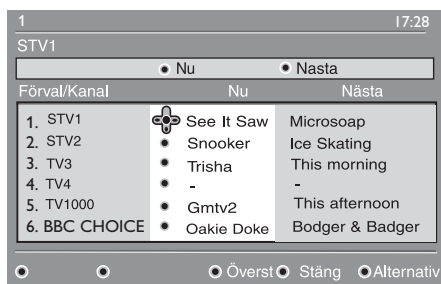 1 17:28
STV1
Nu Nasta
Förval/Kanal Nu Nästa
1. STV1 See It Saw Microsoap
2. STV2 Snooker Ice Skating
3. TV3 Trisha This morning
4. TV4 - -
5. TV1000 Gmtv2 This afternoon
6. BBC CHOICE Oakie Doke Bodger & Badger
Överst Stäng Alternativ